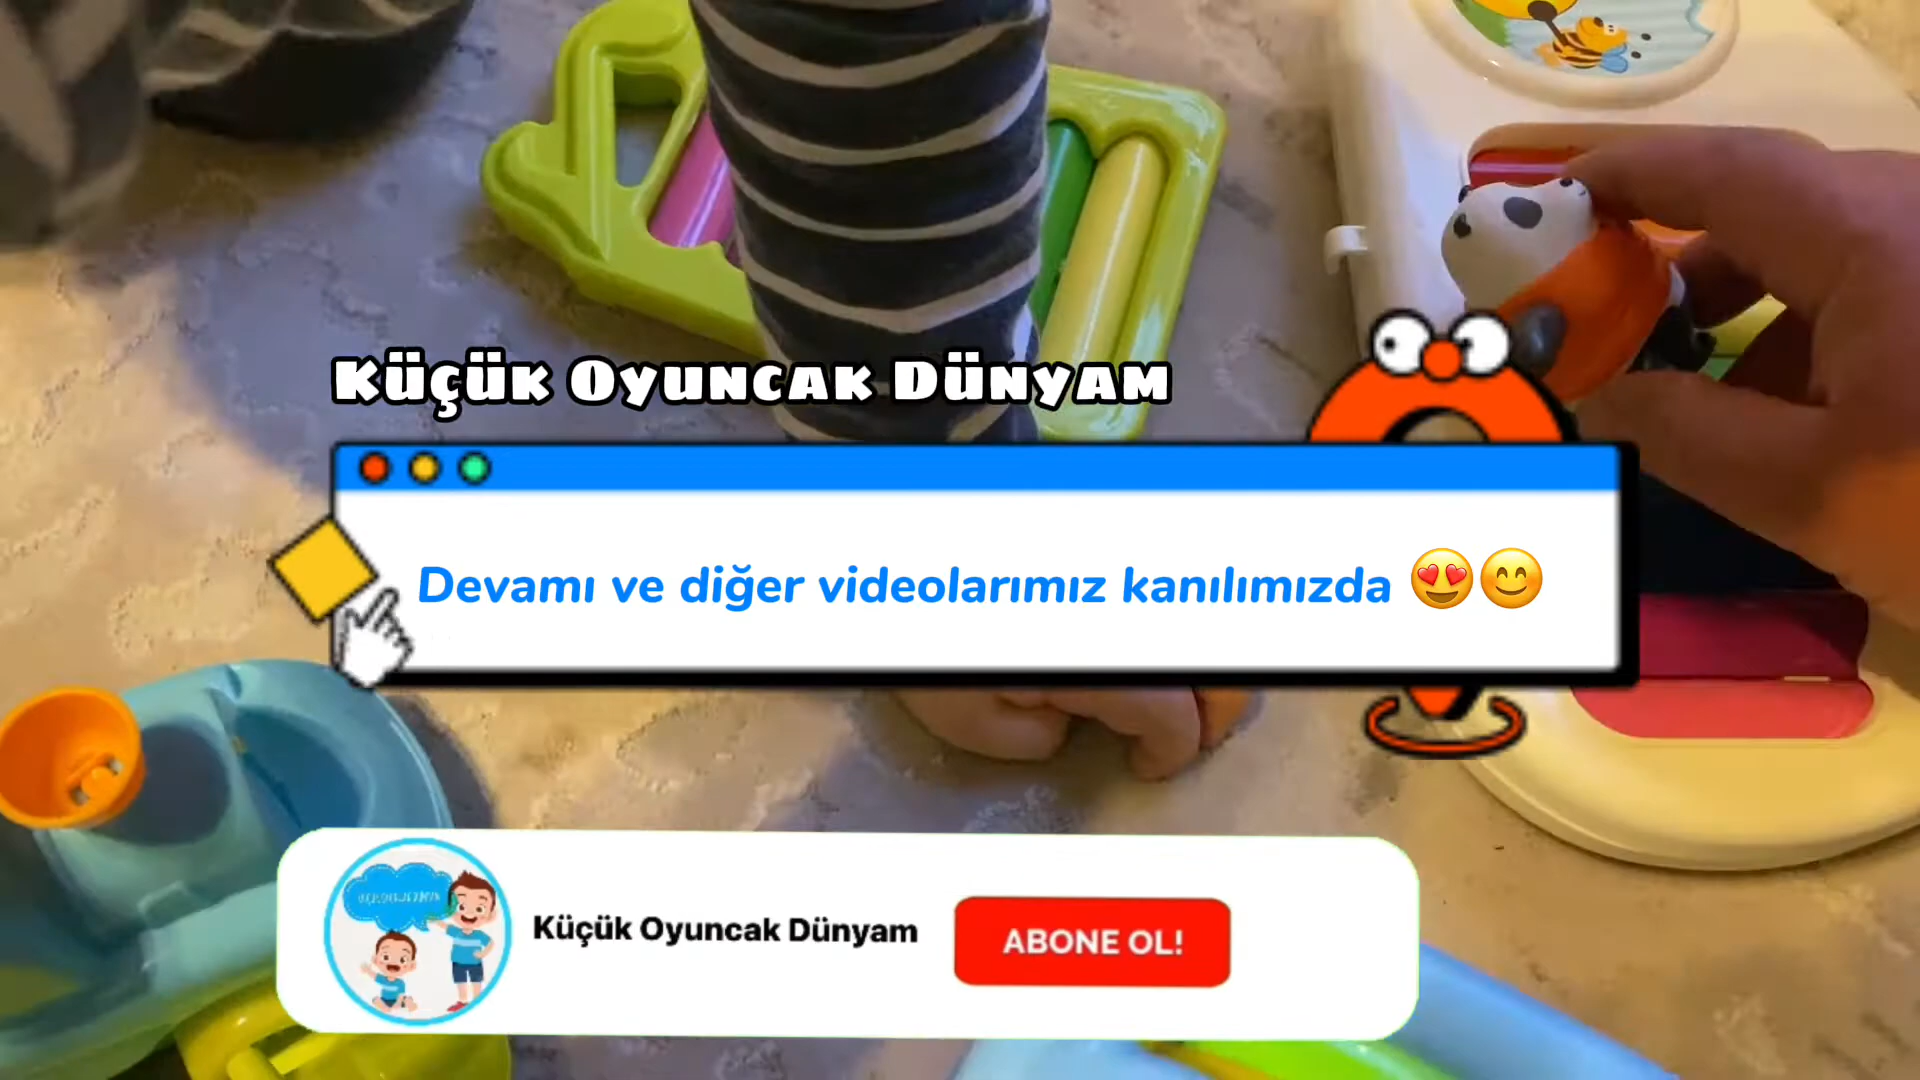 Küçük Oyuncak Dünyam
Devamı ve diğer videolarımız kanılımızda 😍😊
Küçük Oyuncak Dünyam
ABONE OL!